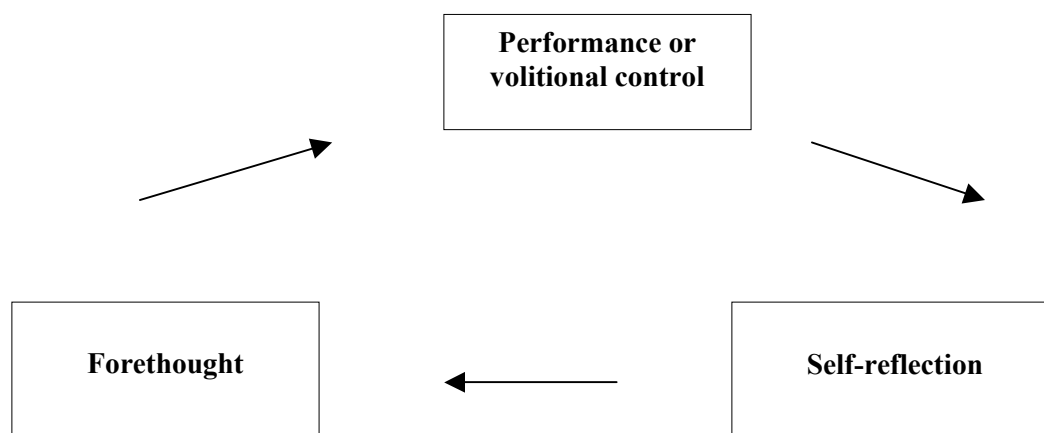 Performance or
volitional control
Forethought
Self-reflection